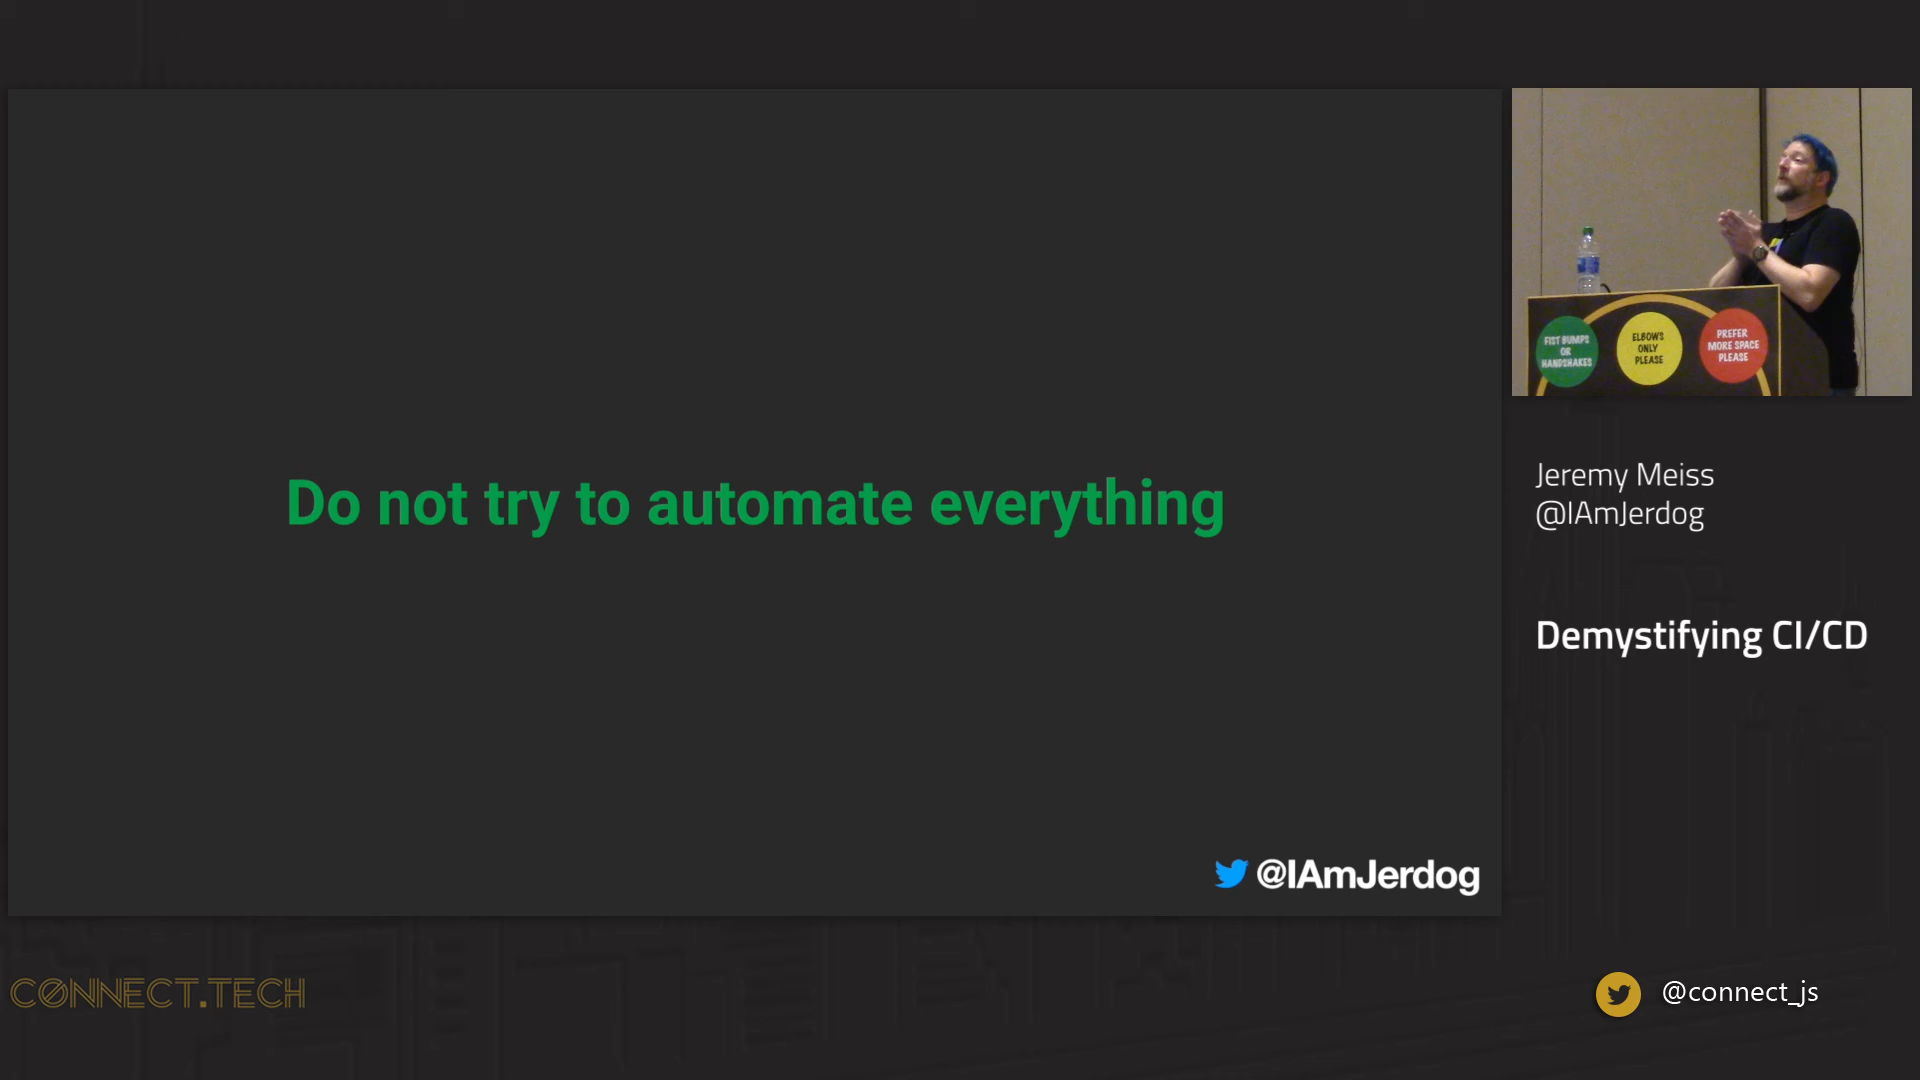 Do not try to automate everything
@IAmJerdog
FIST BUMPS
OR
HANDSHAKES
ELBOWS
ONLY
PLEASE
PREFER
MORE SPACE
PLEASE
Jeremy Meiss
@IAmJerdog
Demystifying CI/CD
CONNECT.TECH
@connect_js